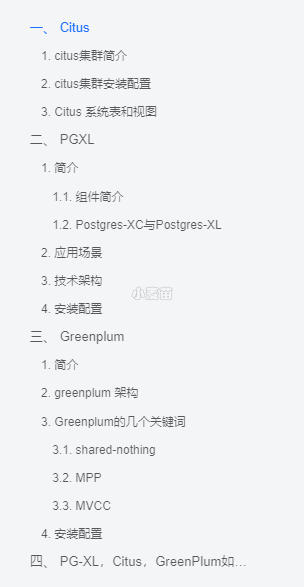 一、 Citus
1. citus集群简介
2. citus集群安装配置
3. Citus 系统表和视图
二、 PGXL
1. 简介
1.1. 组件简介
1.2. Postgres-XC与Postgres-XL
2. 应用场景
3. 技术架构
小麦苗
4. 安装配置
三、 Greenplum
1. 简介
2. greenplum 架构
3. Greenplum的几个关键词
3.1. shared-nothing
3.2. MPP
3.3. MVCC
4. 安装配置
四、 PG-XL，Citus，GreenPlum如...